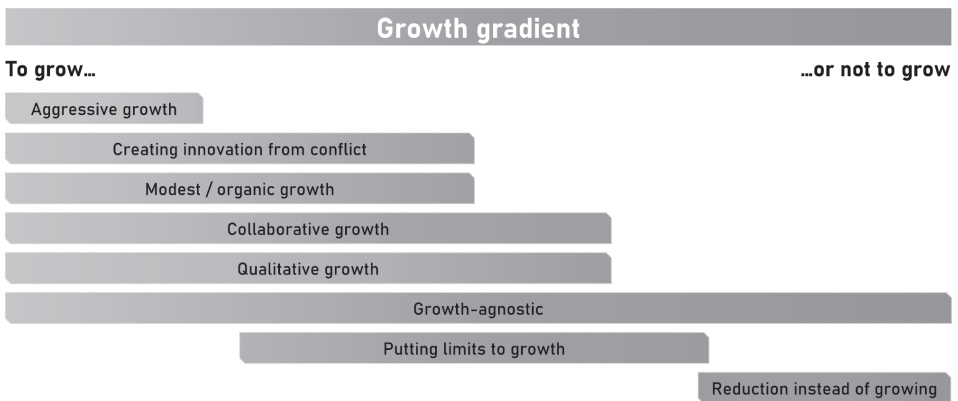 Growth gradient
To grow... ...or not to grow
Aggressive growth
Creating innovation from conflict
Modest / organic growth
Collaborative growth
Qualitative growth
Growth-agnostic
Putting limits to growth
Reduction instead of growing